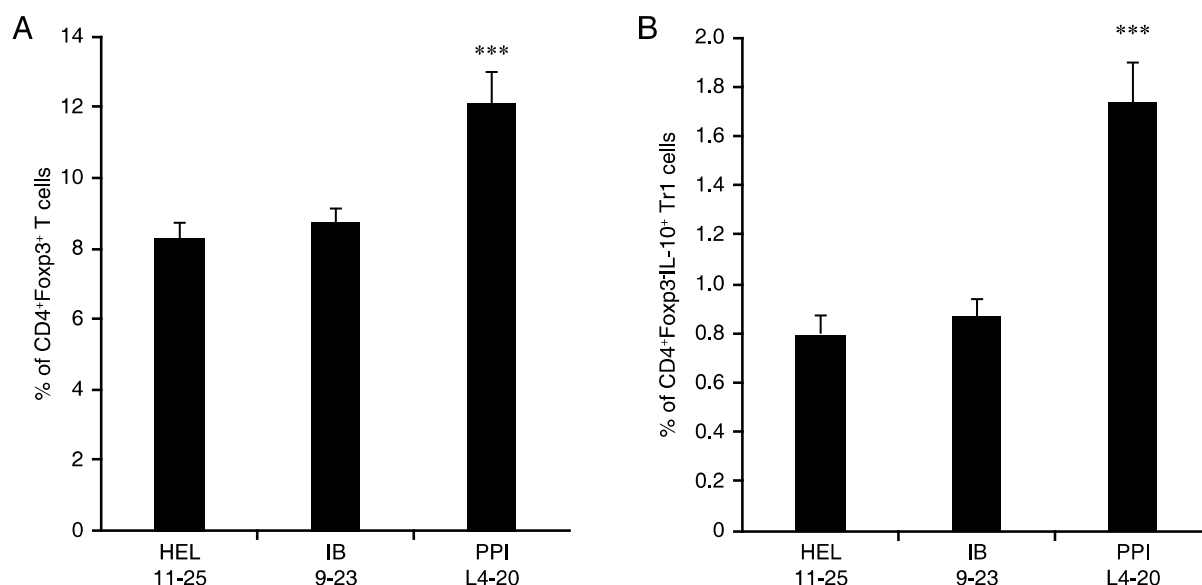 A
% of CD4⁺Foxp3⁺ T cells
14
12
10
8
6
4
2
0
***
HEL
11-25
IB
9-23
PPI
L4-20
B
% of CD4⁺Foxp3⁻IL-10⁺ Tr1 cells
2.0
1.8
1.6
1.4
1.2
1.0
0.8
0.6
0.4
0.2
0
***
HEL
11-25
IB
9-23
PPI
L4-20